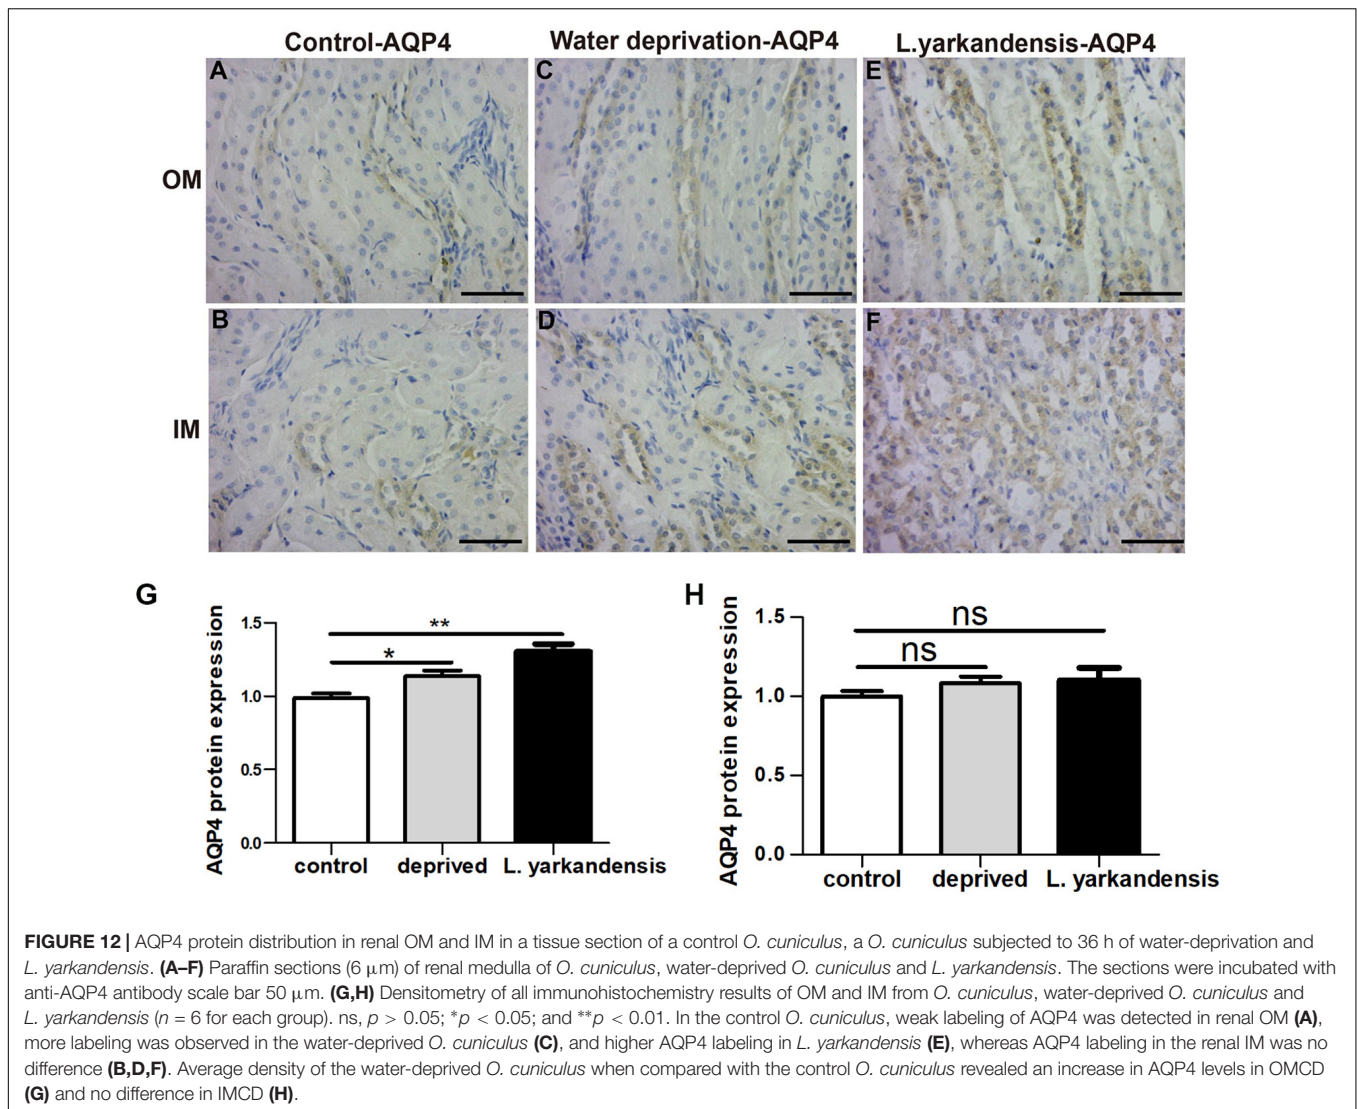 Control-AQP4 Water deprivation-AQP4 L.yarkandensis-AQP4
A C E
OM
B D F
IM
G
AQP4 protein expression
1.5
1.0
0.5
0.0
**
*
control deprived L. yarkandensis
H
AQP4 protein expression
1.5
1.0
0.5
0.0
ns
ns
control deprived L. yarkandensis
FIGURE 12 | AQP4 protein distribution in renal OM and IM in a tissue section of a control O. cuniculus, a O. cuniculus subjected to 36 h of water-deprivation and
L. yarkandensis. (A–F) Paraffin sections (6 μm) of renal medulla of O. cuniculus, water-deprived O. cuniculus and L. yarkandensis. The sections were incubated with
anti-AQP4 antibody scale bar 50 μm. (G,H) Densitometry of all immunohistochemistry results of OM and IM from O. cuniculus, water-deprived O. cuniculus and
L. yarkandensis (n = 6 for each group). ns, p > 0.05; *p < 0.05; and **p < 0.01. In the control O. cuniculus, weak labeling of AQP4 was detected in renal OM (A),
more labeling was observed in the water-deprived O. cuniculus (C), and higher AQP4 labeling in L. yarkandensis (E), whereas AQP4 labeling in the renal IM was no
difference (B,D,F). Average density of the water-deprived O. cuniculus when compared with the control O. cuniculus revealed an increase in AQP4 levels in OMCD
(G) and no difference in IMCD (H).